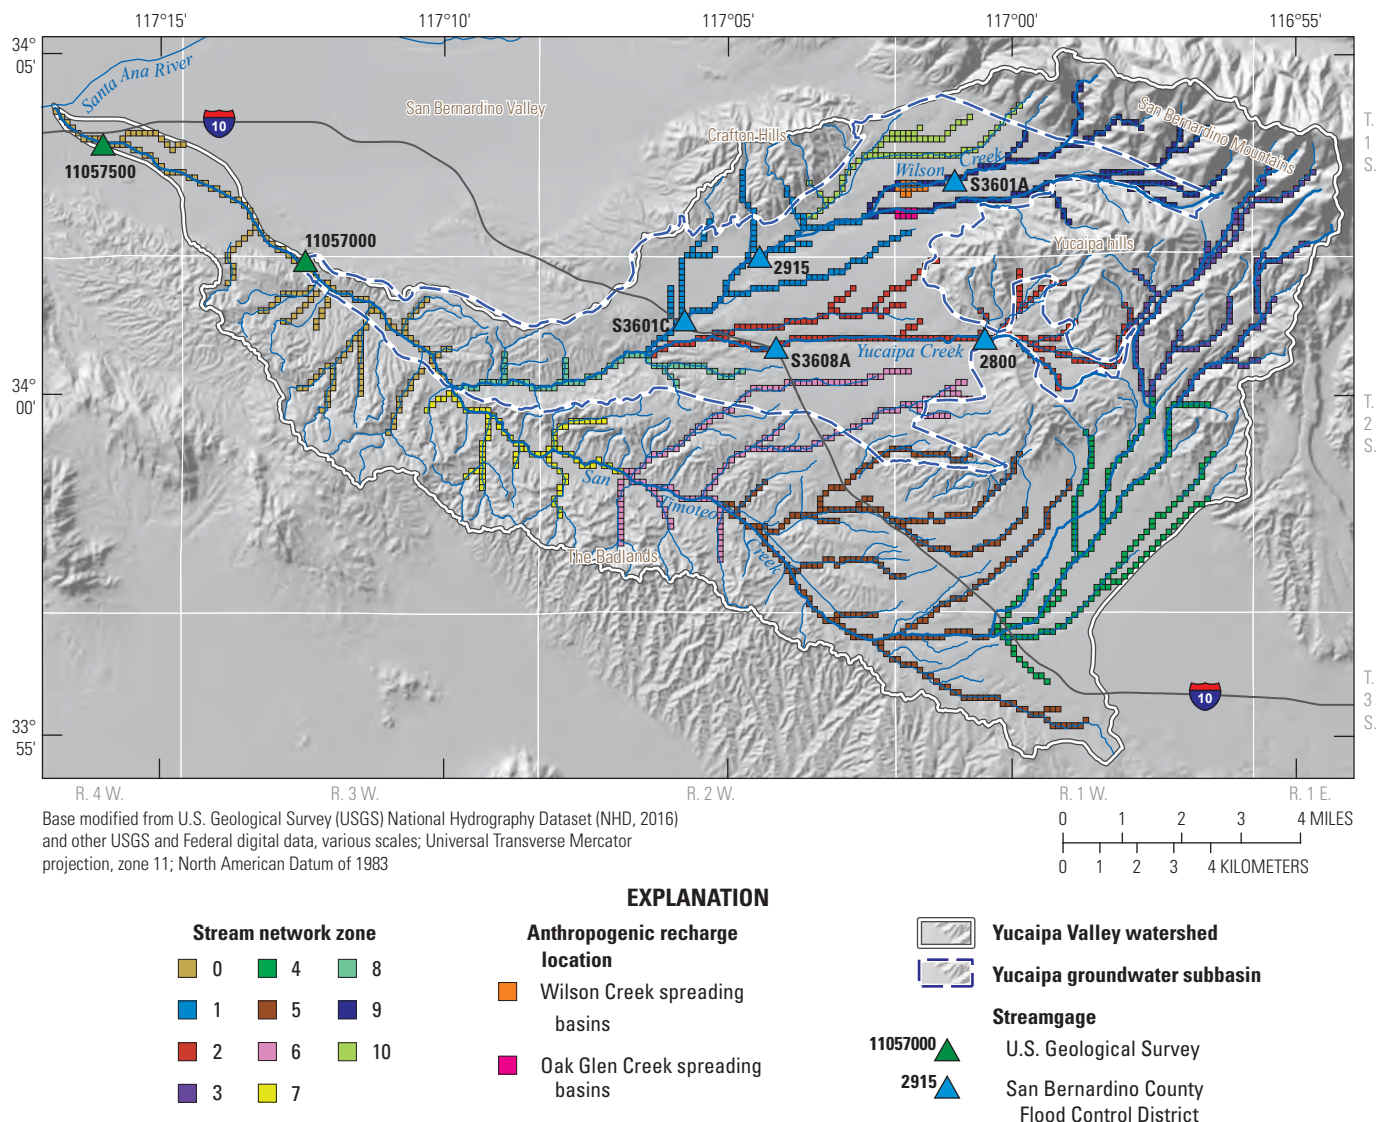 117°15'
117°10'
117°05'
117°00'
116°55'
34°
05'
Santa Ana River
San Bernardino Valley
10
San Bernardino Mountains
T.
1
S.
Crafton Hills
11057500
Wilson Creek
S3601A
11057000
Yucaipa hills
2915
S3601C
S3608A
Yucaipa Creek
2800
34°
00'
T.
2
S.
San Timoteo Creek
The Badlands
T.
3
S.
10
33°
55'
R. 4 W.
R. 3 W.
R. 2 W.
R. 1 W.
R. 1 E.
Base modified from U.S. Geological Survey (USGS) National Hydrography Dataset (NHD, 2016)
and other USGS and Federal digital data, various scales; Universal Transverse Mercator
projection, zone 11; North American Datum of 1983
0 1 2 3 4 MILES
0 1 2 3 4 KILOMETERS
EXPLANATION
Stream network zone
0
1
2
3
4
5
6
7
8
9
10
Anthropogenic recharge
location
Wilson Creek spreading
basins
Oak Glen Creek spreading
basins
Yucaipa Valley watershed
Yucaipa groundwater subbasin
Streamgage
11057000
U.S. Geological Survey
2915
San Bernardino County
Flood Control District